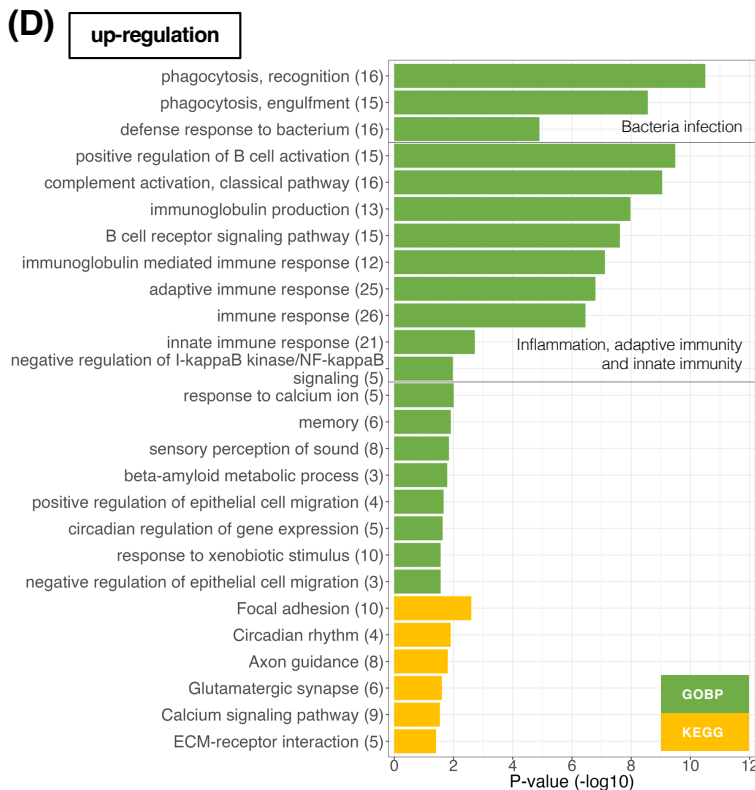 (D)
up-regulation
phagocytosis, recognition (16)
phagocytosis, engulfment (15)
defense response to bacterium (16)
Bacteria infection
positive regulation of B cell activation (15)
complement activation, classical pathway (16)
immunoglobulin production (13)
B cell receptor signaling pathway (15)
immunoglobulin mediated immune response (12)
adaptive immune response (25)
immune response (26)
innate immune response (21)
Inflammation, adaptive immunity
and innate immunity
negative regulation of I-kappaB kinase/NF-kappaB
signaling (5)
response to calcium ion (5)
memory (6)
sensory perception of sound (8)
beta-amyloid metabolic process (3)
positive regulation of epithelial cell migration (4)
circadian regulation of gene expression (5)
response to xenobiotic stimulus (10)
negative regulation of epithelial cell migration (3)
Focal adhesion (10)
Circadian rhythm (4)
Axon guidance (8)
Glutamatergic synapse (6)
Calcium signaling pathway (9)
ECM-receptor interaction (5)
GOBP
KEGG
0 2 4 6 8 10 12
P-value (-log10)